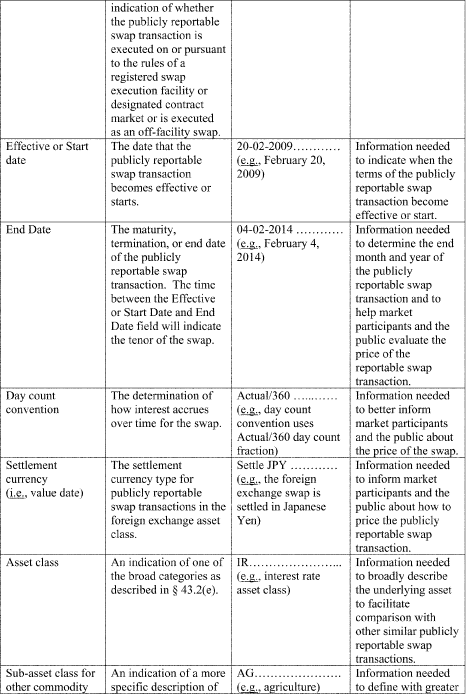 indication of whether
the publicly reportable
swap transaction is
executed on or pursuant
to the rules of a
registered swap
execution facility or
designated contract
market or is executed
as an off-facility swap.
Effective or Start
date
The date that the
publicly reportable
swap transaction
becomes effective or
starts.
20-02-2009…………
(e.g., February 20,
2009)
Information needed
to indicate when the
terms of the publicly
reportable swap
transaction become
effective or start.
End Date
The maturity,
termination, or end date
of the publicly
reportable swap
transaction. The time
between the Effective
or Start Date and End
Date field will indicate
the tenor of the swap.
04-02-2014 …………
(e.g., February 4,
2014)
Information needed
to determine the end
month and year of
the publicly
reportable swap
transaction and to
help market
participants and the
public evaluate the
price of the
reportable swap
transaction.
Day count
convention
The determination of
how interest accrues
over time for the swap.
Actual/360 …...……
(e.g., day count
convention uses
Actual/360 day count
fraction)
Information needed
to better inform
market participants
and the public about
the price of the swap.
Settlement
currency
(i.e., value date)
The settlement
currency type for
publicly reportable
swap transactions in the
foreign exchange asset
class.
Settle JPY …………
(e.g., the foreign
exchange swap is
settled in Japanese
Yen)
Information needed
to inform market
participants and the
public about how to
price the publicly
reportable swap
transaction.
Asset class
An indication of one of
the broad categories as
described in § 43.2(e).
IR…………………...
(e.g., interest rate
asset class)
Information needed
to broadly describe
the underlying asset
to facilitate
comparison with
other similar publicly
reportable swap
transactions.
Sub-asset class for
other commodity
An indication of a more
specific description of
AG………………….
(e.g., agriculture)
Information needed
to define with greater